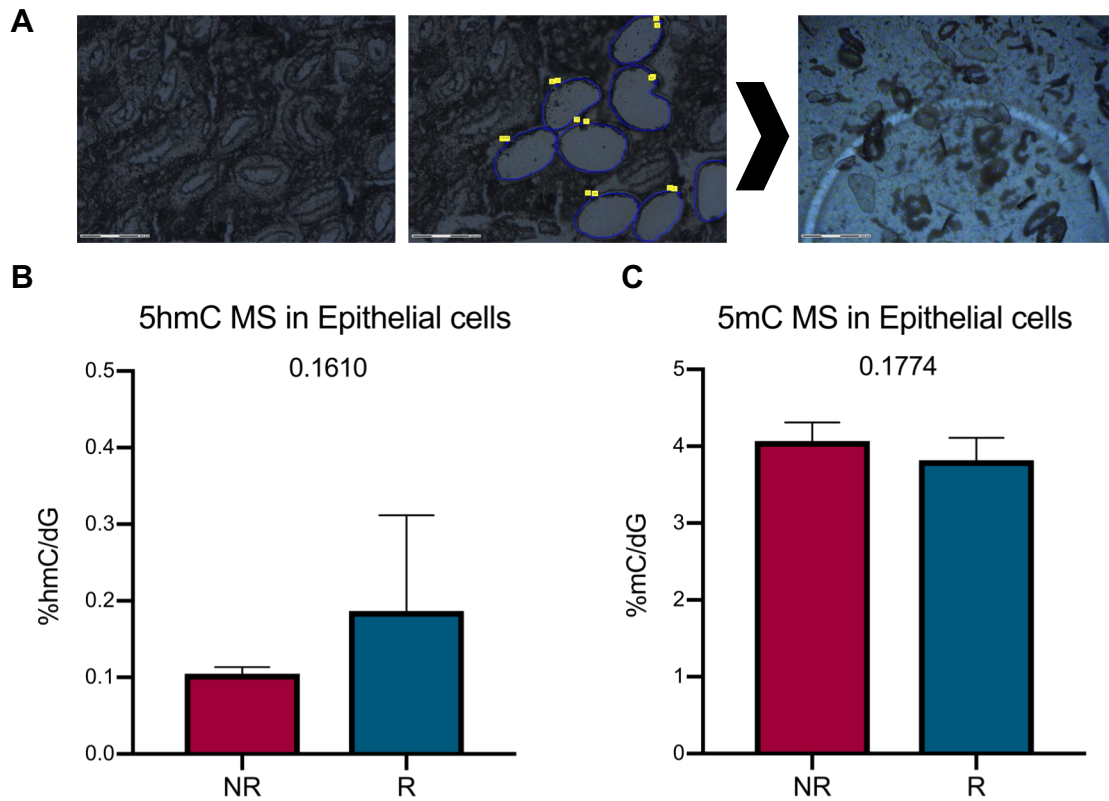 A
B
5hmC MS in Epithelial cells
0.1610
%hmC/dG
0.5
0.4
0.3
0.2
0.1
0.0
NR
R
C
5mC MS in Epithelial cells
0.1774
%mC/dG
5
4
3
2
1
0
NR
R